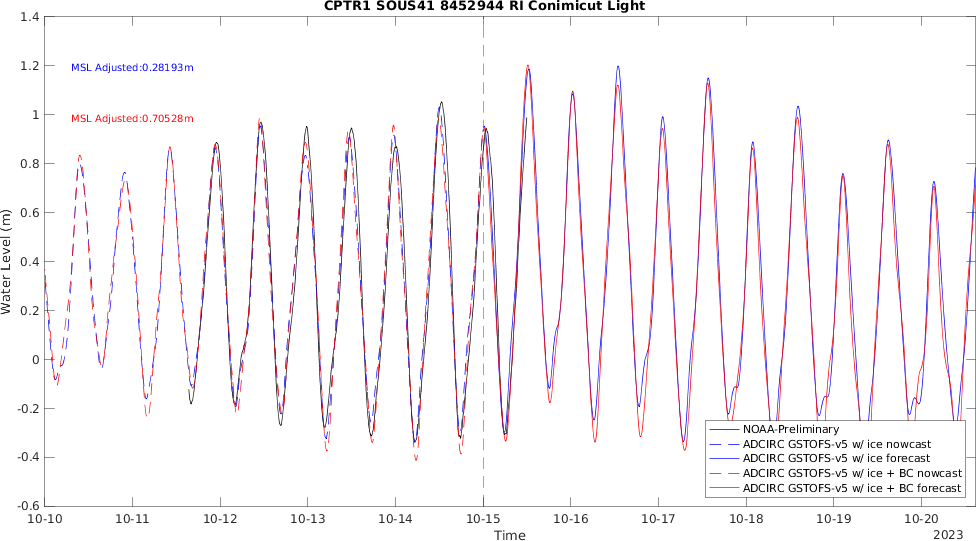 CPTR1 SOUS41 8452944 RI Conimicut Light
1.4
1.2
1
0.8
0.6
0.4
0.2
0
-0.2
-0.4
-0.6
Water Level (m)
MSL Adjusted:0.28193m
MSL Adjusted:0.70528m
NOAA-Preliminary
ADCIRC GSTOFS-v5 w/ ice nowcast
ADCIRC GSTOFS-v5 w/ ice forecast
ADCIRC GSTOFS-v5 w/ ice + BC nowcast
ADCIRC GSTOFS-v5 w/ ice + BC forecast
10-10 10-11 10-12 10-13 10-14 10-15 10-16 10-17 10-18 10-19 10-20
Time
2023